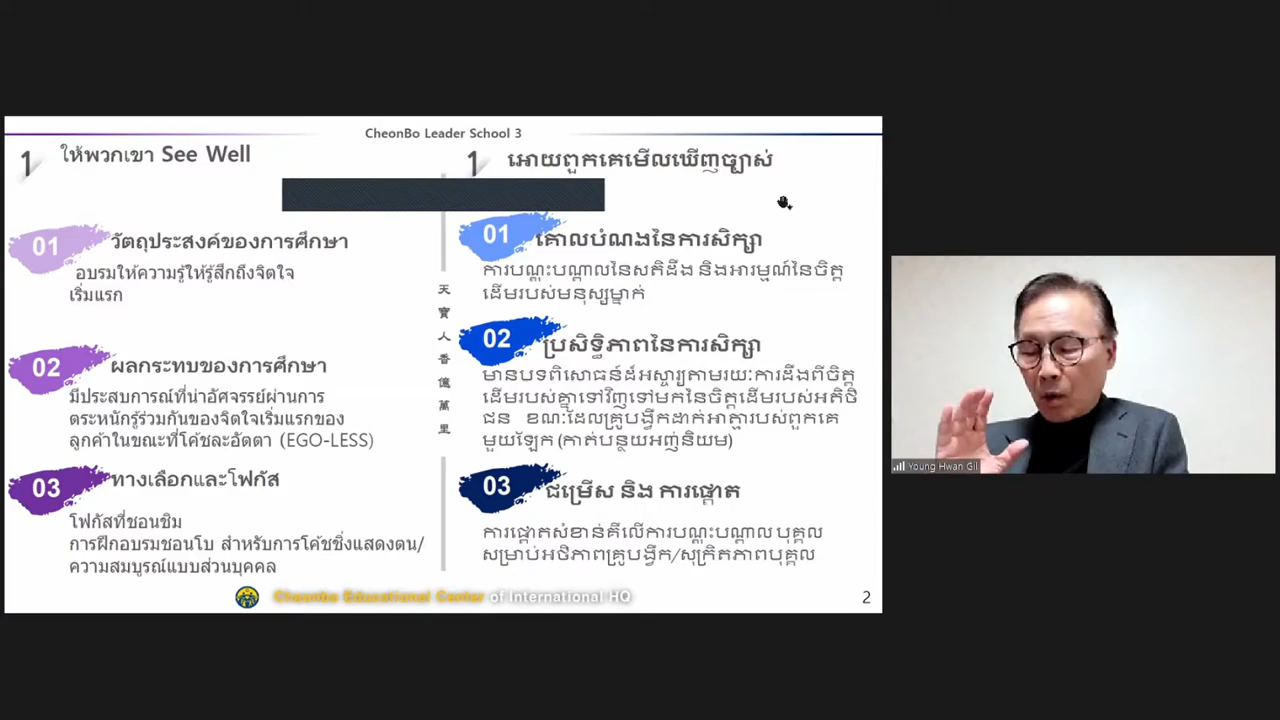 CheonBo Leader School 3
1
ให้พวกเขา See Well
01
วัตถุประสงค์ของการศึกษา
อบรมให้ความรู้ให้รู้สึกถึงจิตใจ
เริ่มแรก
02
ผลกระทบของการศึกษา
มีประสบการณ์ที่น่าอัศจรรย์ผ่านการ
ตระหนักรู้ร่วมกันของจิตใจเริ่มแรกของ
ลูกค้าในขณะที่โค้ชละอัตตา (EGO-LESS)
03
ทางเลือกและโฟกัส
โฟกัสที่ชอนชิม
การฝึกอบรมชอนโบ สำหรับการโค้ชซิ่งแสดงตน/
ความสมบูรณ์แบบส่วนบุคคล
天
寶
人
香
億
萬
里
1
អោយពួកគេមើលឃើញច្បាស់
01
គោលបំណងនៃការសិក្សា
ការបណ្តុះបណ្តាលនៃសតិដឹង និងអារម្មណ៍នៃចិត្ត
ដើមរបស់មនុស្សម្នាក់
02
ប្រសិទ្ធិភាពនៃការសិក្សា
មានបទពិសោធន៍ដ៏អស្ចារ្យតាមរយៈការដឹងពីចិត្ត
ដើមរបស់គ្នាទៅវិញទៅមកនៃចិត្តដើមរបស់អតិថិ
ជន ខណៈដែលគ្រូបង្វឹកដាក់អាត្មារបស់ពួកគេ
មួយឡែក (កាត់បន្ថយអញ់និយម)
03
ជម្រើស និង ការផ្តោត
ការផ្តោតសំខាន់គឺលើការបណ្តុះបណ្តាល បុគ្គល
សម្រាប់អថិភាពគ្រូបង្វឹក/សុក្រិតភាពបុគ្គល
Cheonbo Educational Center of International HQ
2
Young Hwan Gil